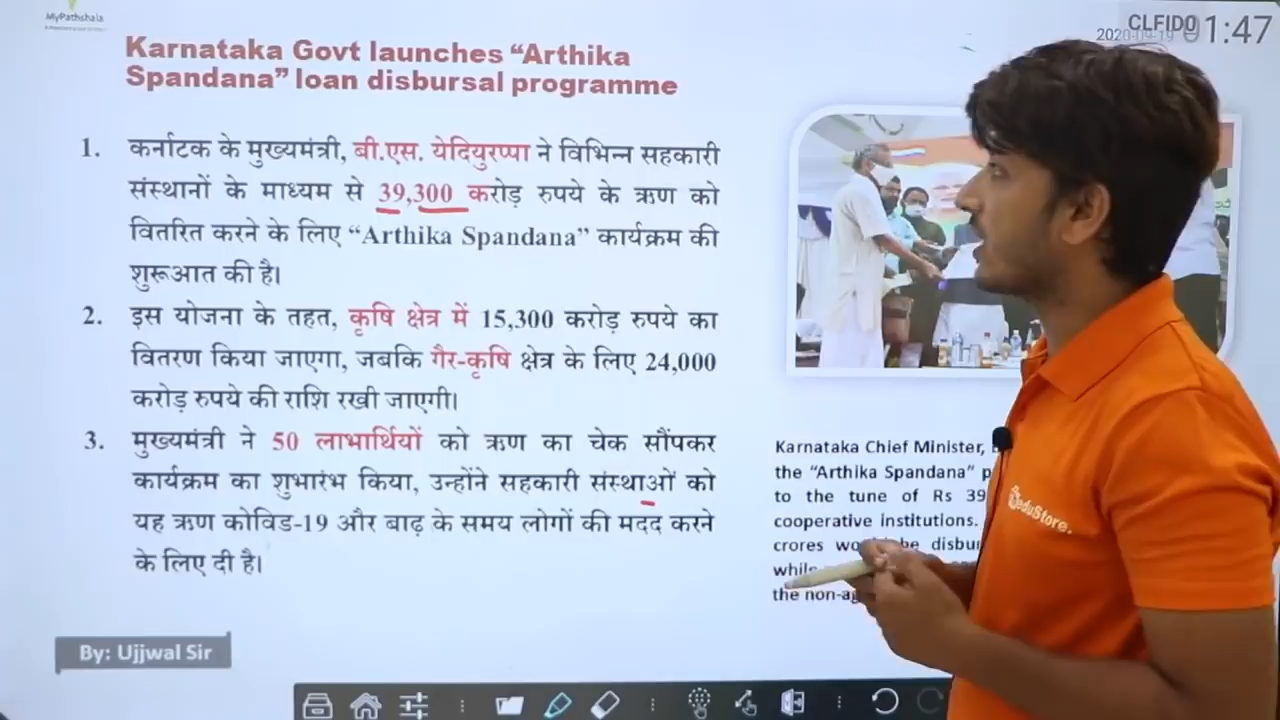 MyPathshala
CLFIDO
2020-09-19
01:47
Karnataka Govt launches “Arthika
Spandana” loan disbursal programme
1. कर्नाटक के मुख्यमंत्री, बी.एस. येदियुरप्पा ने विभिन्न सहकारी
संस्थानों के माध्यम से 39,300 करोड़ रुपये के ऋण को
वितरित करने के लिए “Arthika Spandana” कार्यक्रम की
शुरूआत की है।
2. इस योजना के तहत, कृषि क्षेत्र में 15,300 करोड़ रुपये का
वितरण किया जाएगा, जबकि गैर-कृषि क्षेत्र के लिए 24,000
करोड़ रुपये की राशि रखी जाएगी।
3. मुख्यमंत्री ने 50 लाभार्थियों को ऋण का चेक सौंपकर
कार्यक्रम का शुभारंभ किया, उन्होंने सहकारी संस्थाओं को
यह ऋण कोविड-19 और बाढ़ के समय लोगों की मदद करने
के लिए दी है।
Karnataka Chief Minister,
the “Arthika Spandana”
to the tune of Rs 39
cooperative institutions.
crores be
while
the
eduStore.
By: Ujjwal Sir